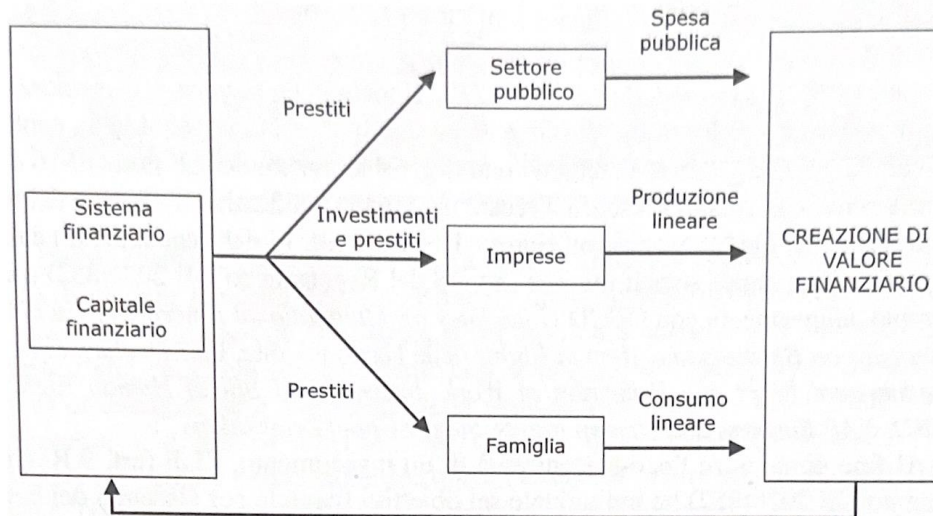 Spesa
pubblica
Settore
pubblico
Prestiti
Sistema
finanziario
Capitale
finanziario
Investimenti
e prestiti
Imprese
Produzione
lineare
CREAZIONE DI
VALORE
FINANZIARIO
Prestiti
Famiglia
Consumo
lineare